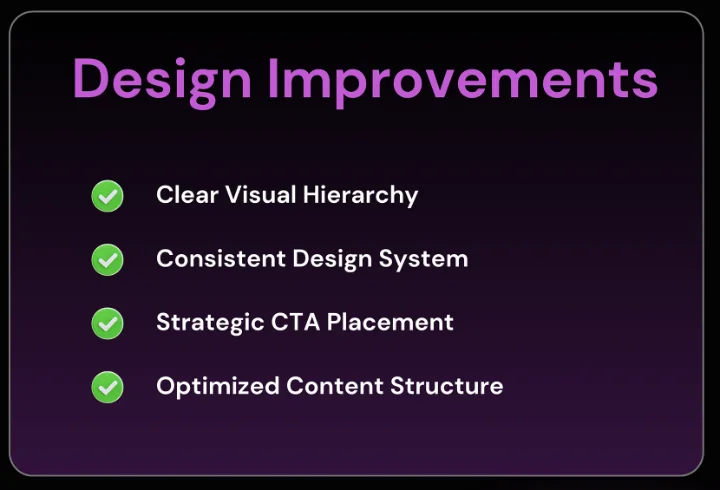 Design Improvements
Clear Visual Hierarchy
Consistent Design System
Strategic CTA Placement
Optimized Content Structure